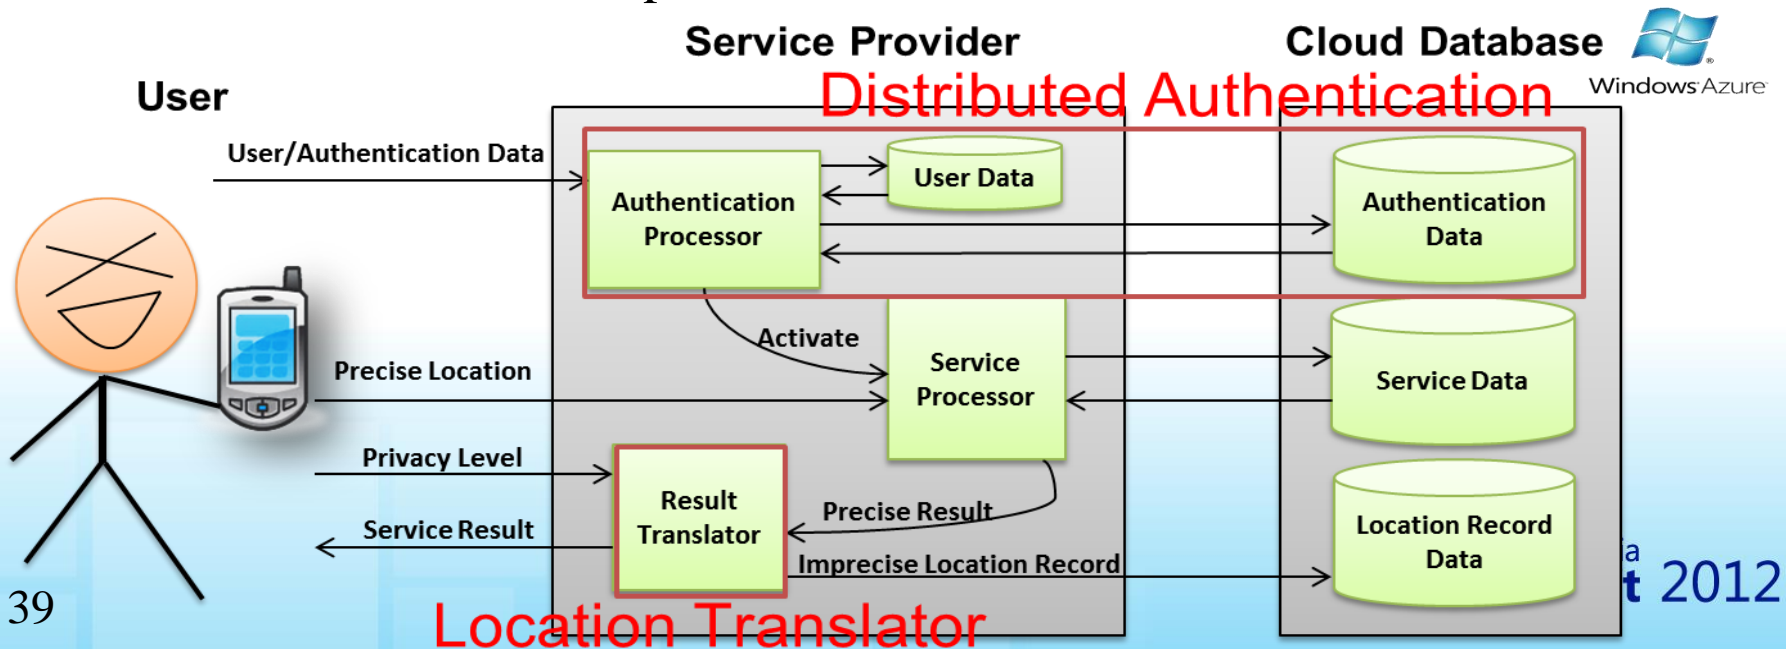 Service Provider
Cloud Database
Windows Azure
Distributed Authentication
User
User/Authentication Data
User Data
Authentication
Processor
Authentication
Data
Activate
Precise Location
Service
Processor
Service Data
Privacy Level
Result
Translator
Precise Result
Service Result
Imprecise Location Record
Location Record
Data
2012
39
Location Translator